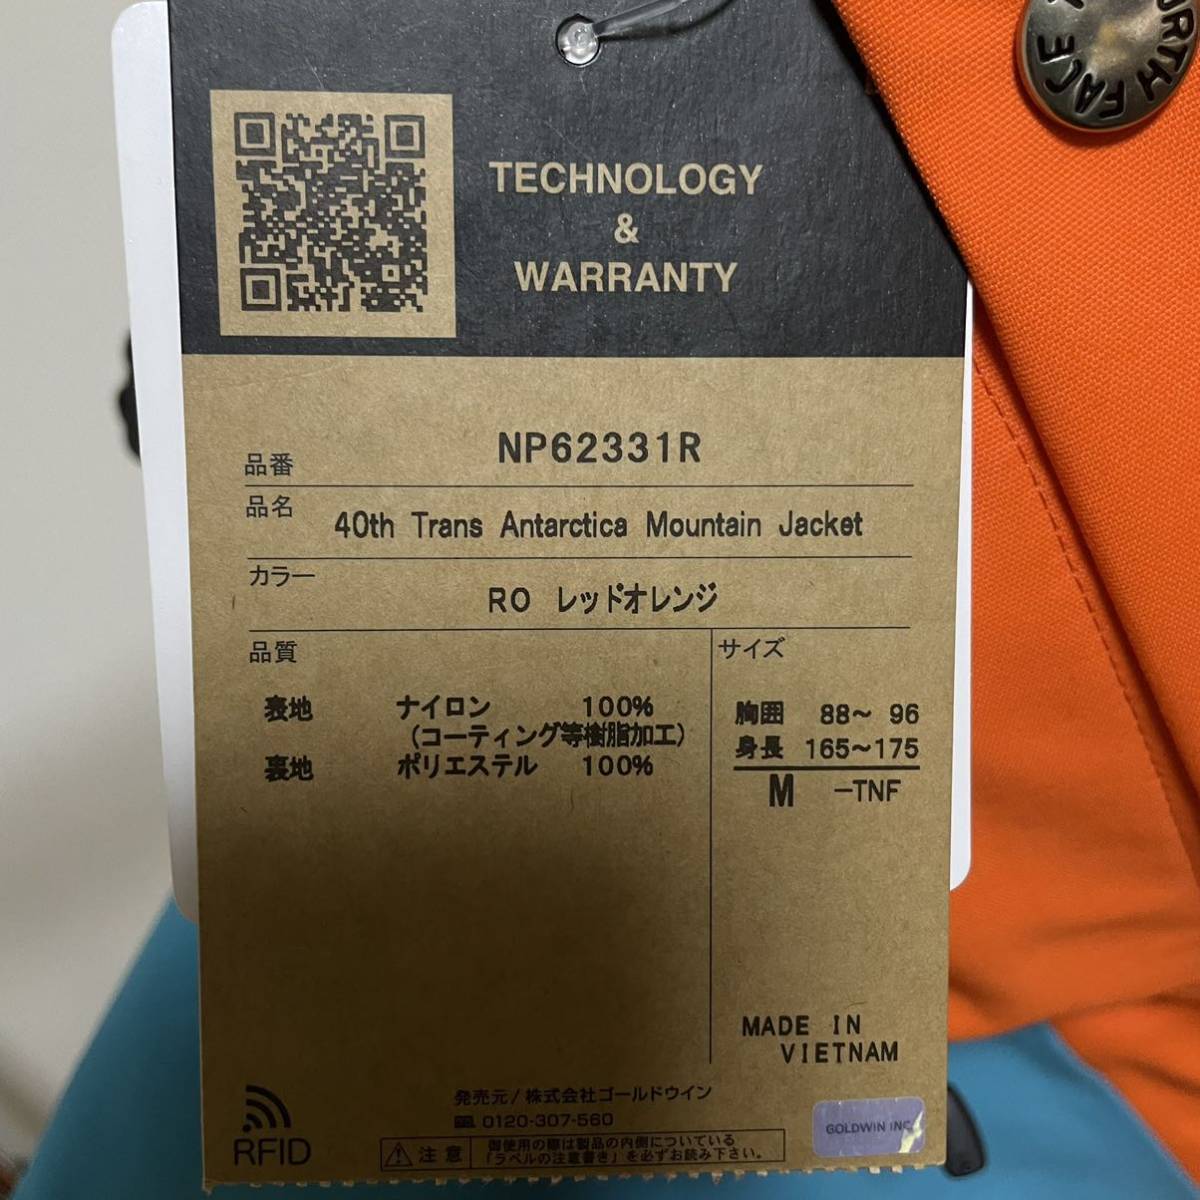 NORTH FACE
TECHNOLOGY
&
WARRANTY
品番 NP62331R
品名 40th Trans Antarctica Mountain Jacket
カラー RO レッドオレンジ
品質
表地 ナイロン 100%
(コーティング等樹脂加工)
裏地 ポリエステル 100%
サイズ
胸囲 88～ 96
身長 165～175
M -TNF
MADE IN
VIETNAM
RFID
発売元/株式会社ゴールドウイン
0120-307-560
GOLDWIN INC.
注意
御使用の際は製品の内側についている
「ラベルの注意書き」を必ずお読み下さい。